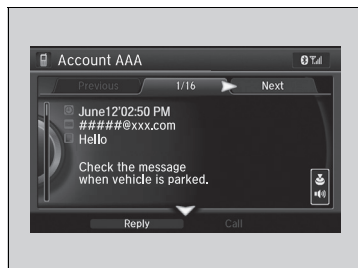 Account AAA
Previous
1/16
Next
June12'02:50 PM
#####@xxx.com
Hello
Check the message
when vehicle is parked.
Reply
Call